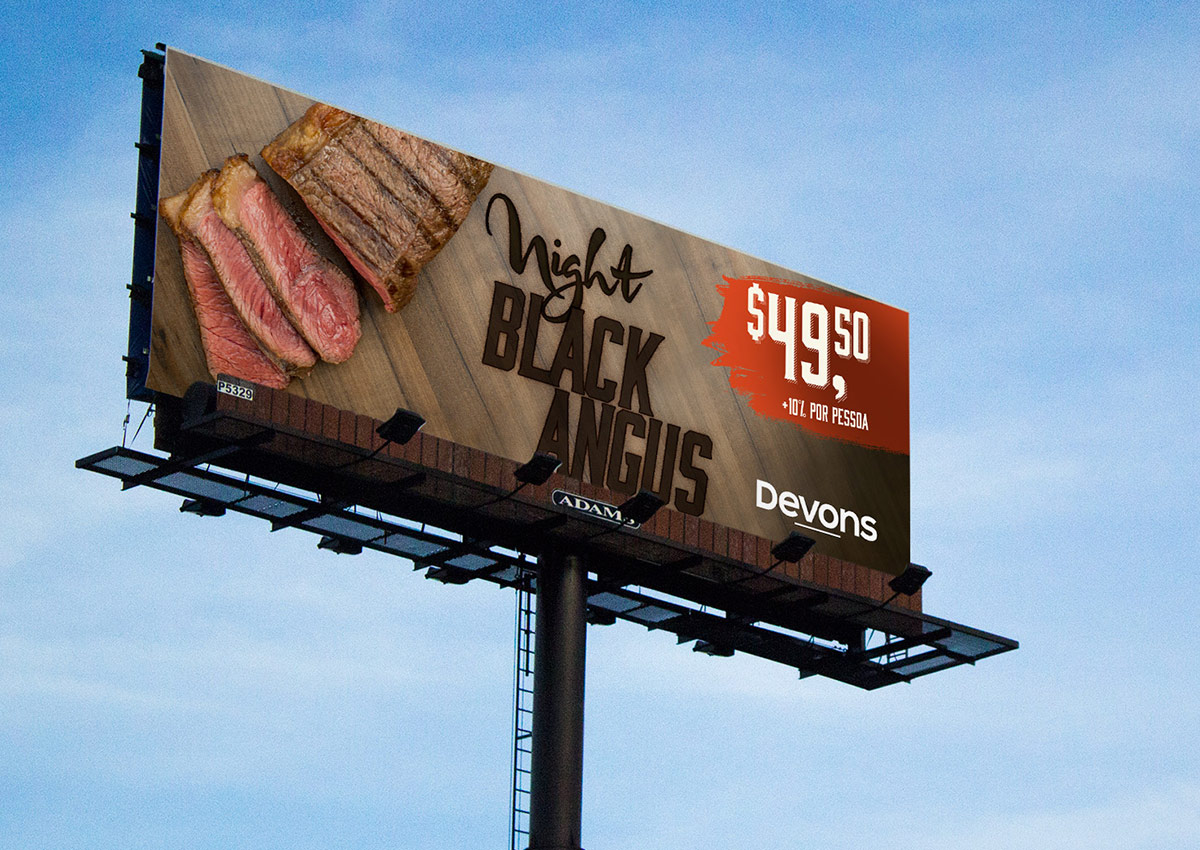 Night
BLACK
ANGUS
$49,50
+10% POR PESSOA
Devons
P5329
ADAMS